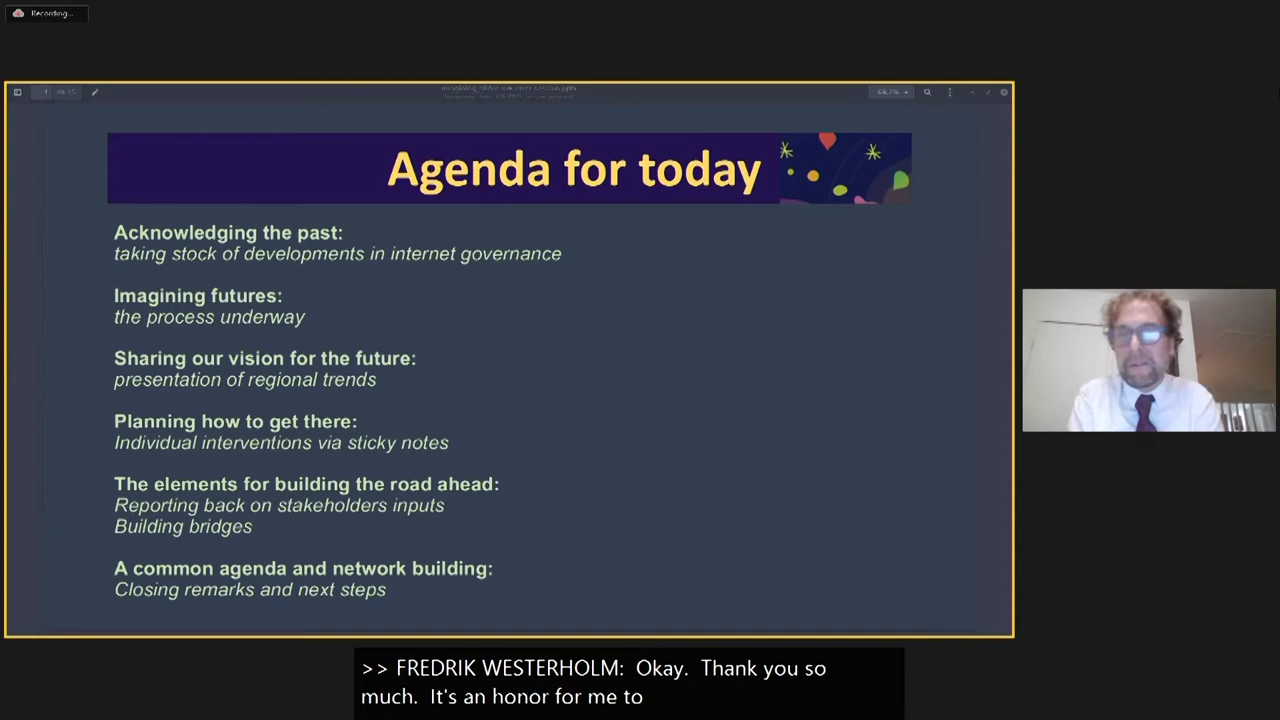 Recording...
69,3%
Agenda for today
Acknowledging the past:
taking stock of developments in internet governance
Imagining futures:
the process underway
Sharing our vision for the future:
presentation of regional trends
Planning how to get there:
Individual interventions via sticky notes
The elements for building the road ahead:
Reporting back on stakeholders inputs
Building bridges
A common agenda and network building:
Closing remarks and next steps
>> FREDRIK WESTERHOLM: Okay. Thank you so
much. It's an honor for me to